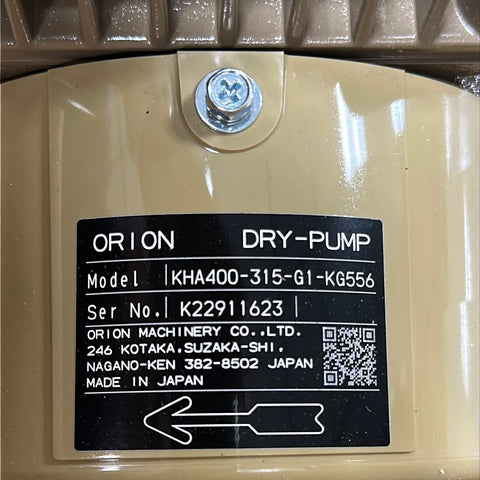 ORION DRY-PUMP
Model KHA400-315-G1-KG556
Ser No. K22911623
ORION MACHINERY CO.,LTD.
246 KOTAKA.SUZAKA-SHI.
NAGANO-KEN 382-8502 JAPAN
MADE IN JAPAN